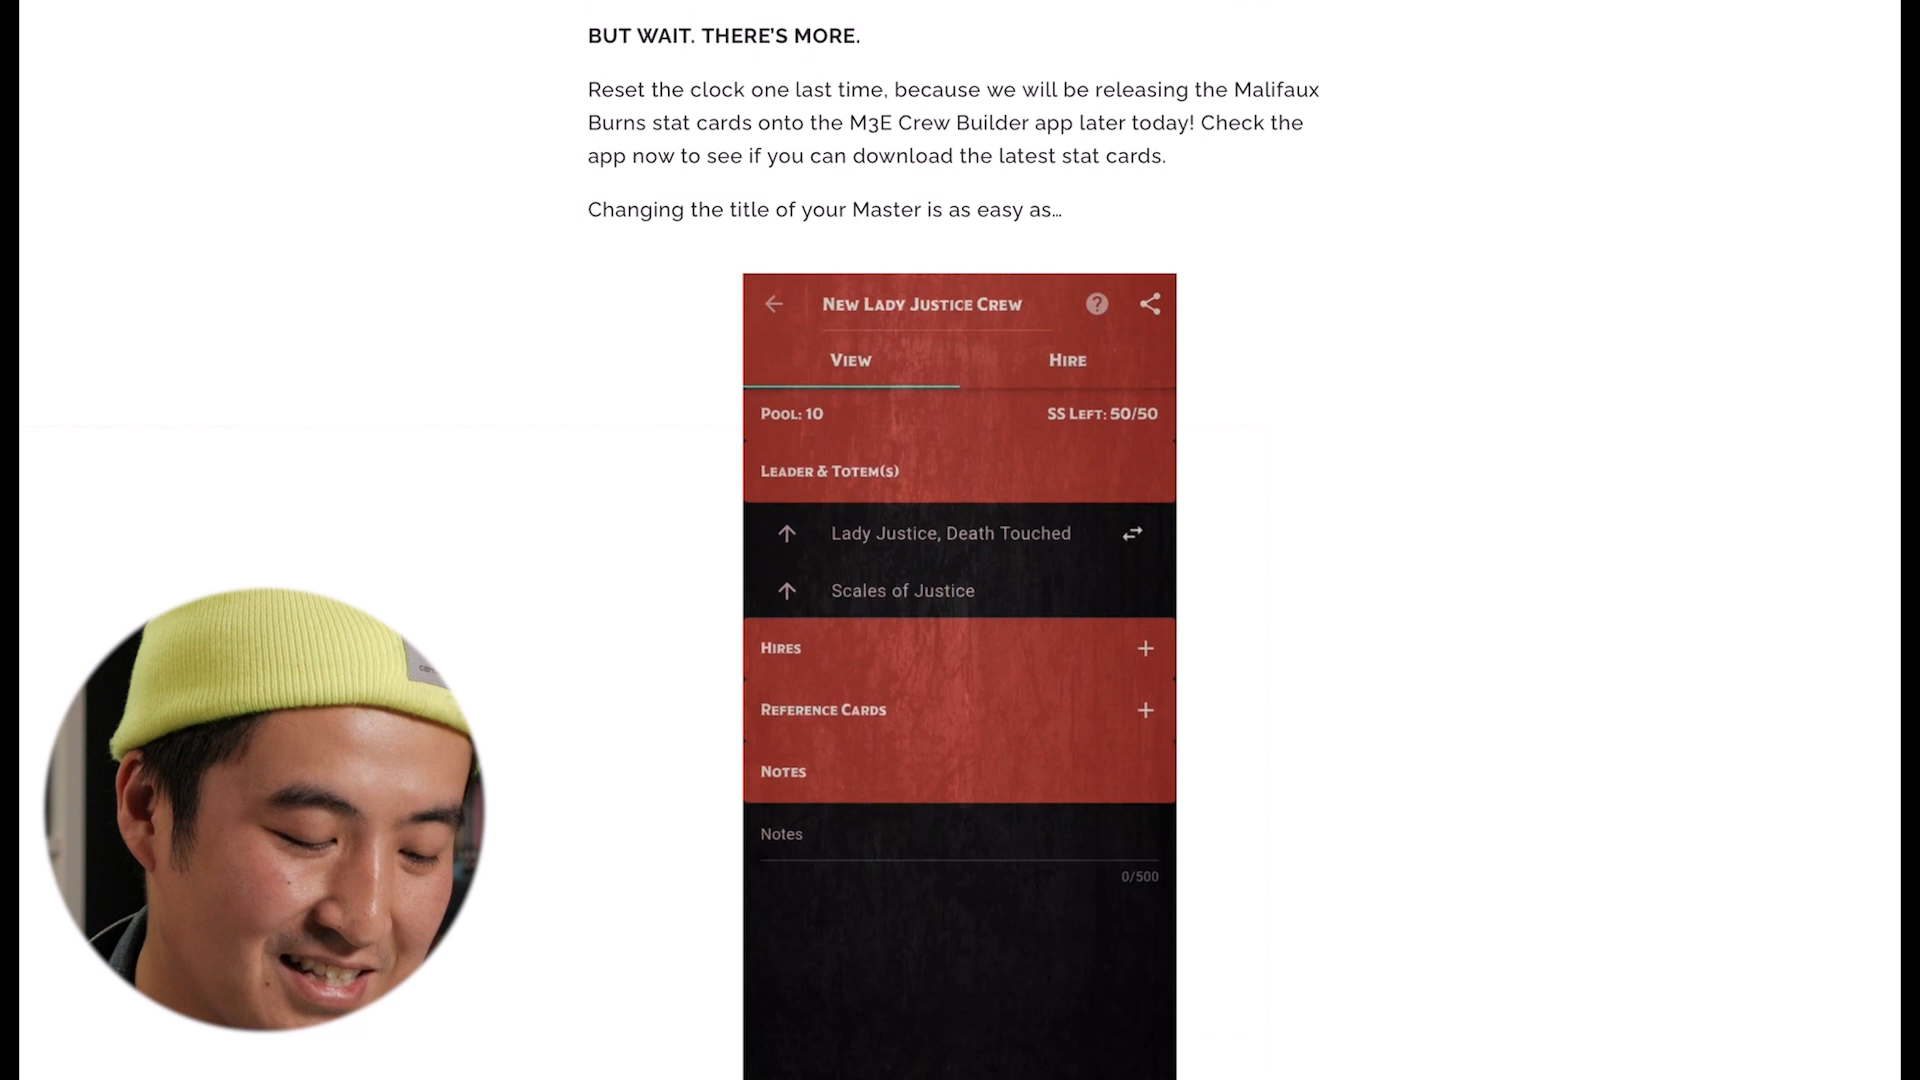 BUT WAIT. THERE'S MORE.
Reset the clock one last time, because we will be releasing the Malifaux
Burns stat cards onto the M3E Crew Builder app later today! Check the
app now to see if you can download the latest stat cards.
Changing the title of your Master is as easy as…
New Lady Justice Crew
View
Hire
Pool: 10
SS Left: 50/50
Leader & Totem(s)
Lady Justice, Death Touched
Scales of Justice
Hires
Reference Cards
Notes
Notes
0/500